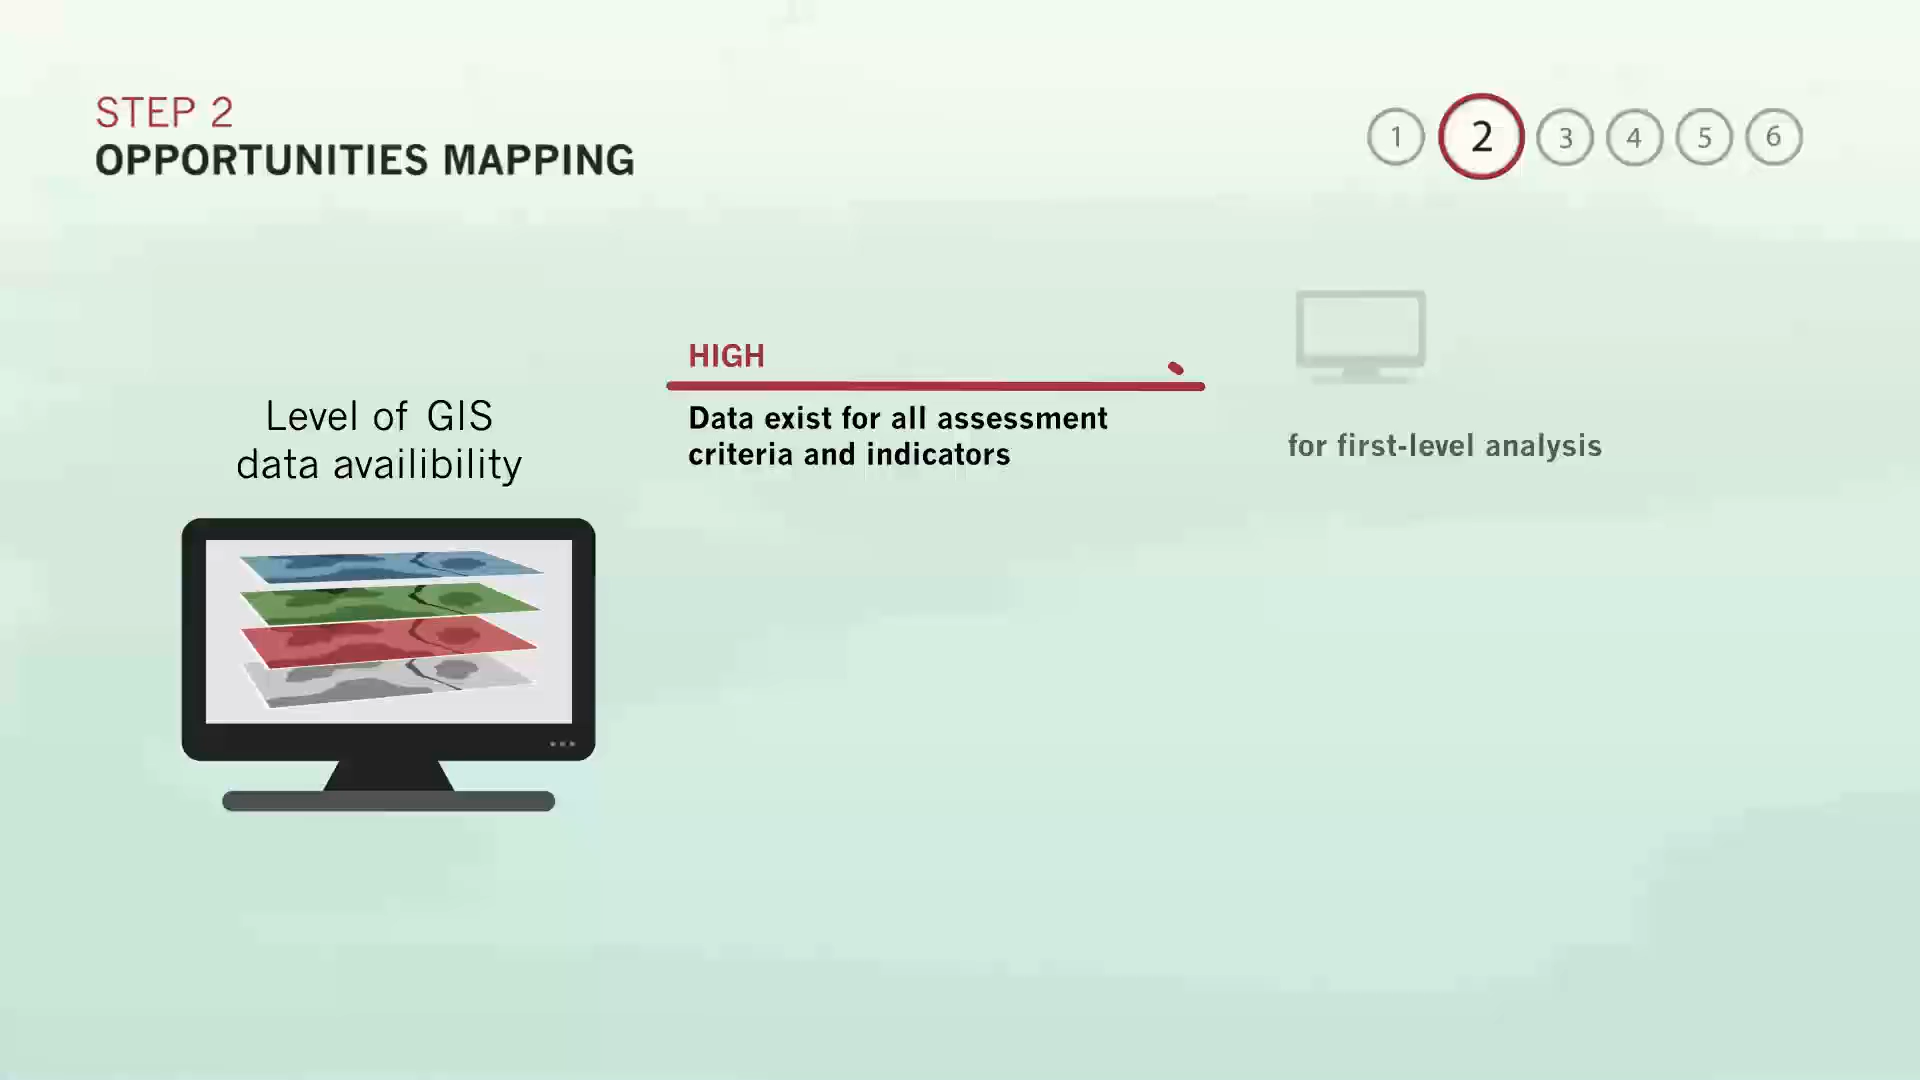 STEP 2
OPPORTUNITIES MAPPING
1 2 3 4 5 6
Level of GIS
data availibility
HIGH
Data exist for all assessment
criteria and indicators
for first-level analysis